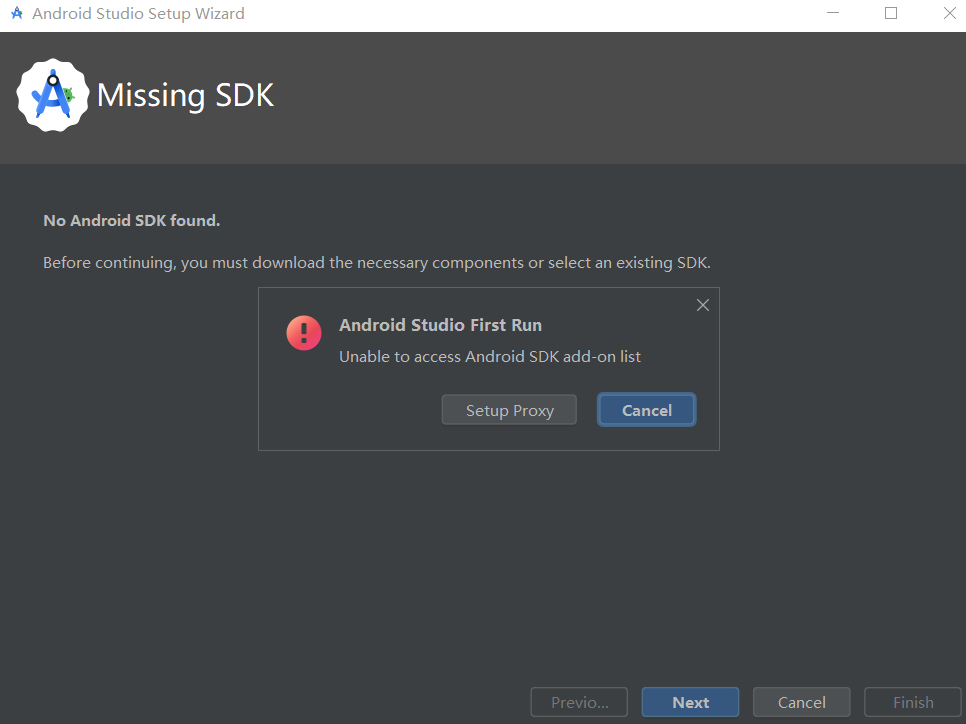 Android Studio Setup Wizard
Missing SDK
No Android SDK found.
Before continuing, you must download the necessary components or select an existing SDK.
Android Studio First Run
Unable to access Android SDK add-on list
Setup Proxy
Cancel
Previo...
Next
Cancel
Finish